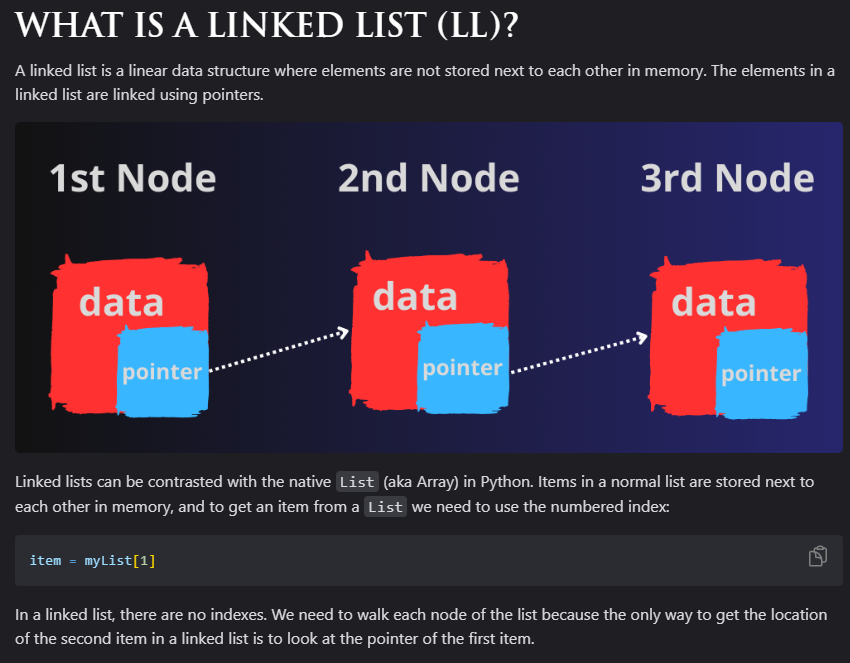 WHAT IS A LINKED LIST (LL)?
A linked list is a linear data structure where elements are not stored next to each other in memory. The elements in a
linked list are linked using pointers.
1st Node 2nd Node 3rd Node
data data data
pointer pointer pointer
Linked lists can be contrasted with the native List (aka Array) in Python. Items in a normal list are stored next to
each other in memory, and to get an item from a List we need to use the numbered index:
item = myList[1]
In a linked list, there are no indexes. We need to walk each node of the list because the only way to get the location
of the second item in a linked list is to look at the pointer of the first item.